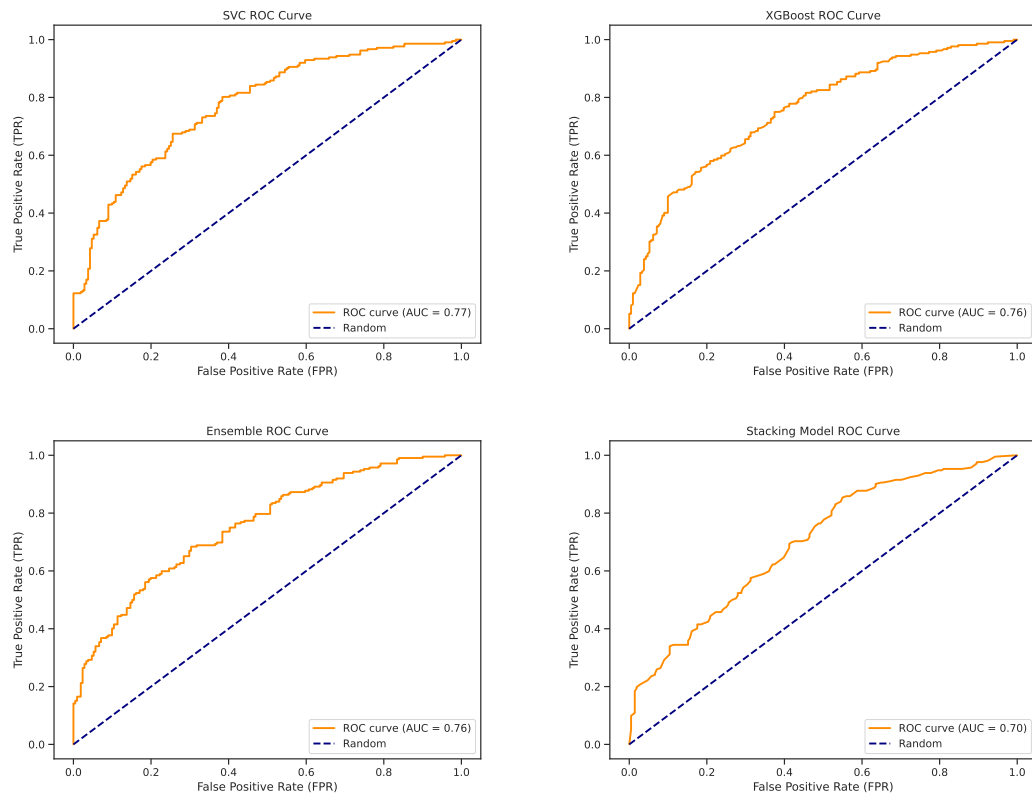 SVC ROC Curve
1.0
0.8
0.6
0.4
0.2
0.0
True Positive Rate (TPR)
ROC curve (AUC = 0.77)
Random
0.0 0.2 0.4 0.6 0.8 1.0
False Positive Rate (FPR)
XGBoost ROC Curve
1.0
0.8
0.6
0.4
0.2
0.0
True Positive Rate (TPR)
ROC curve (AUC = 0.76)
Random
0.0 0.2 0.4 0.6 0.8 1.0
False Positive Rate (FPR)
Ensemble ROC Curve
1.0
0.8
0.6
0.4
0.2
0.0
True Positive Rate (TPR)
ROC curve (AUC = 0.76)
Random
0.0 0.2 0.4 0.6 0.8 1.0
False Positive Rate (FPR)
Stacking Model ROC Curve
1.0
0.8
0.6
0.4
0.2
0.0
True Positive Rate (TPR)
ROC curve (AUC = 0.70)
Random
0.0 0.2 0.4 0.6 0.8 1.0
False Positive Rate (FPR)